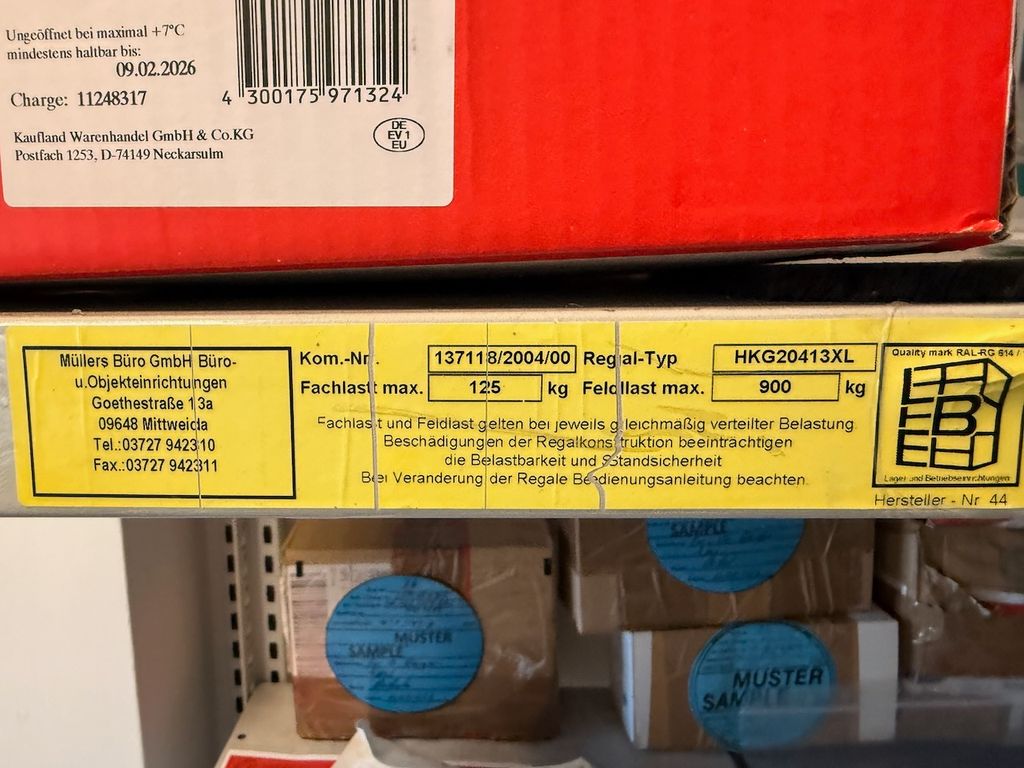 Ungeöffnet bei maximal +7°C
mindestens haltbar bis:
09.02.2026
Charge: 11248317
4 300175 971324
Kaufland Warenhandel GmbH & Co.KG
Postfach 1253, D-74149 Neckarsulm
DE
EV 1
EU
Müllers Büro GmbH Büro-
u.Objekteinrichtungen
Goethestraße 13a
09648 Mittweida
Tel.:03727 942310
Fax.:03727 942311
Kom.-Nr. 137118/2004/00 Regal-Typ HKG20413XL
Fachlast max. 125 kg Feldlast max. 900 kg
Fachlast und Feldlast gelten bei jeweils gleichmäßig verteilter Belastung
Beschädigungen der Regalkonstruktion beeinträchtigen
die Belastbarkeit und Standsicherheit
Bei Veranderung der Regale Bedienungsanleitung beachten
Quality mark RAL-RG 614 /
Lager und Betriebseinrichtungen
Hersteller - Nr 44
MUSTER
SAMPLE
SAMPLE
MUSTER
SAMPLE